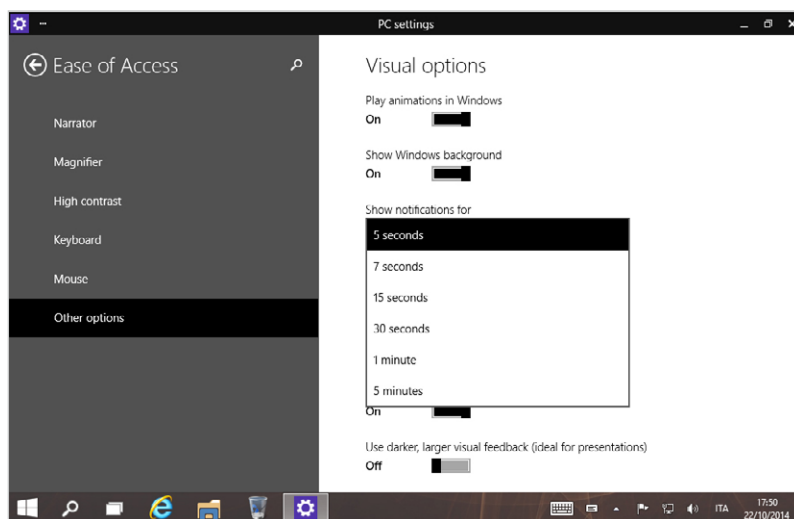 PC settings
Ease of Access
Narrator
Magnifier
High contrast
Keyboard
Mouse
Other options
Visual options
Play animations in Windows
On
Show Windows background
On
Show notifications for
5 seconds
7 seconds
15 seconds
30 seconds
1 minute
5 minutes
On
Use darker, larger visual feedback (ideal for presentations)
Off
ITA
17:50
22/10/2014